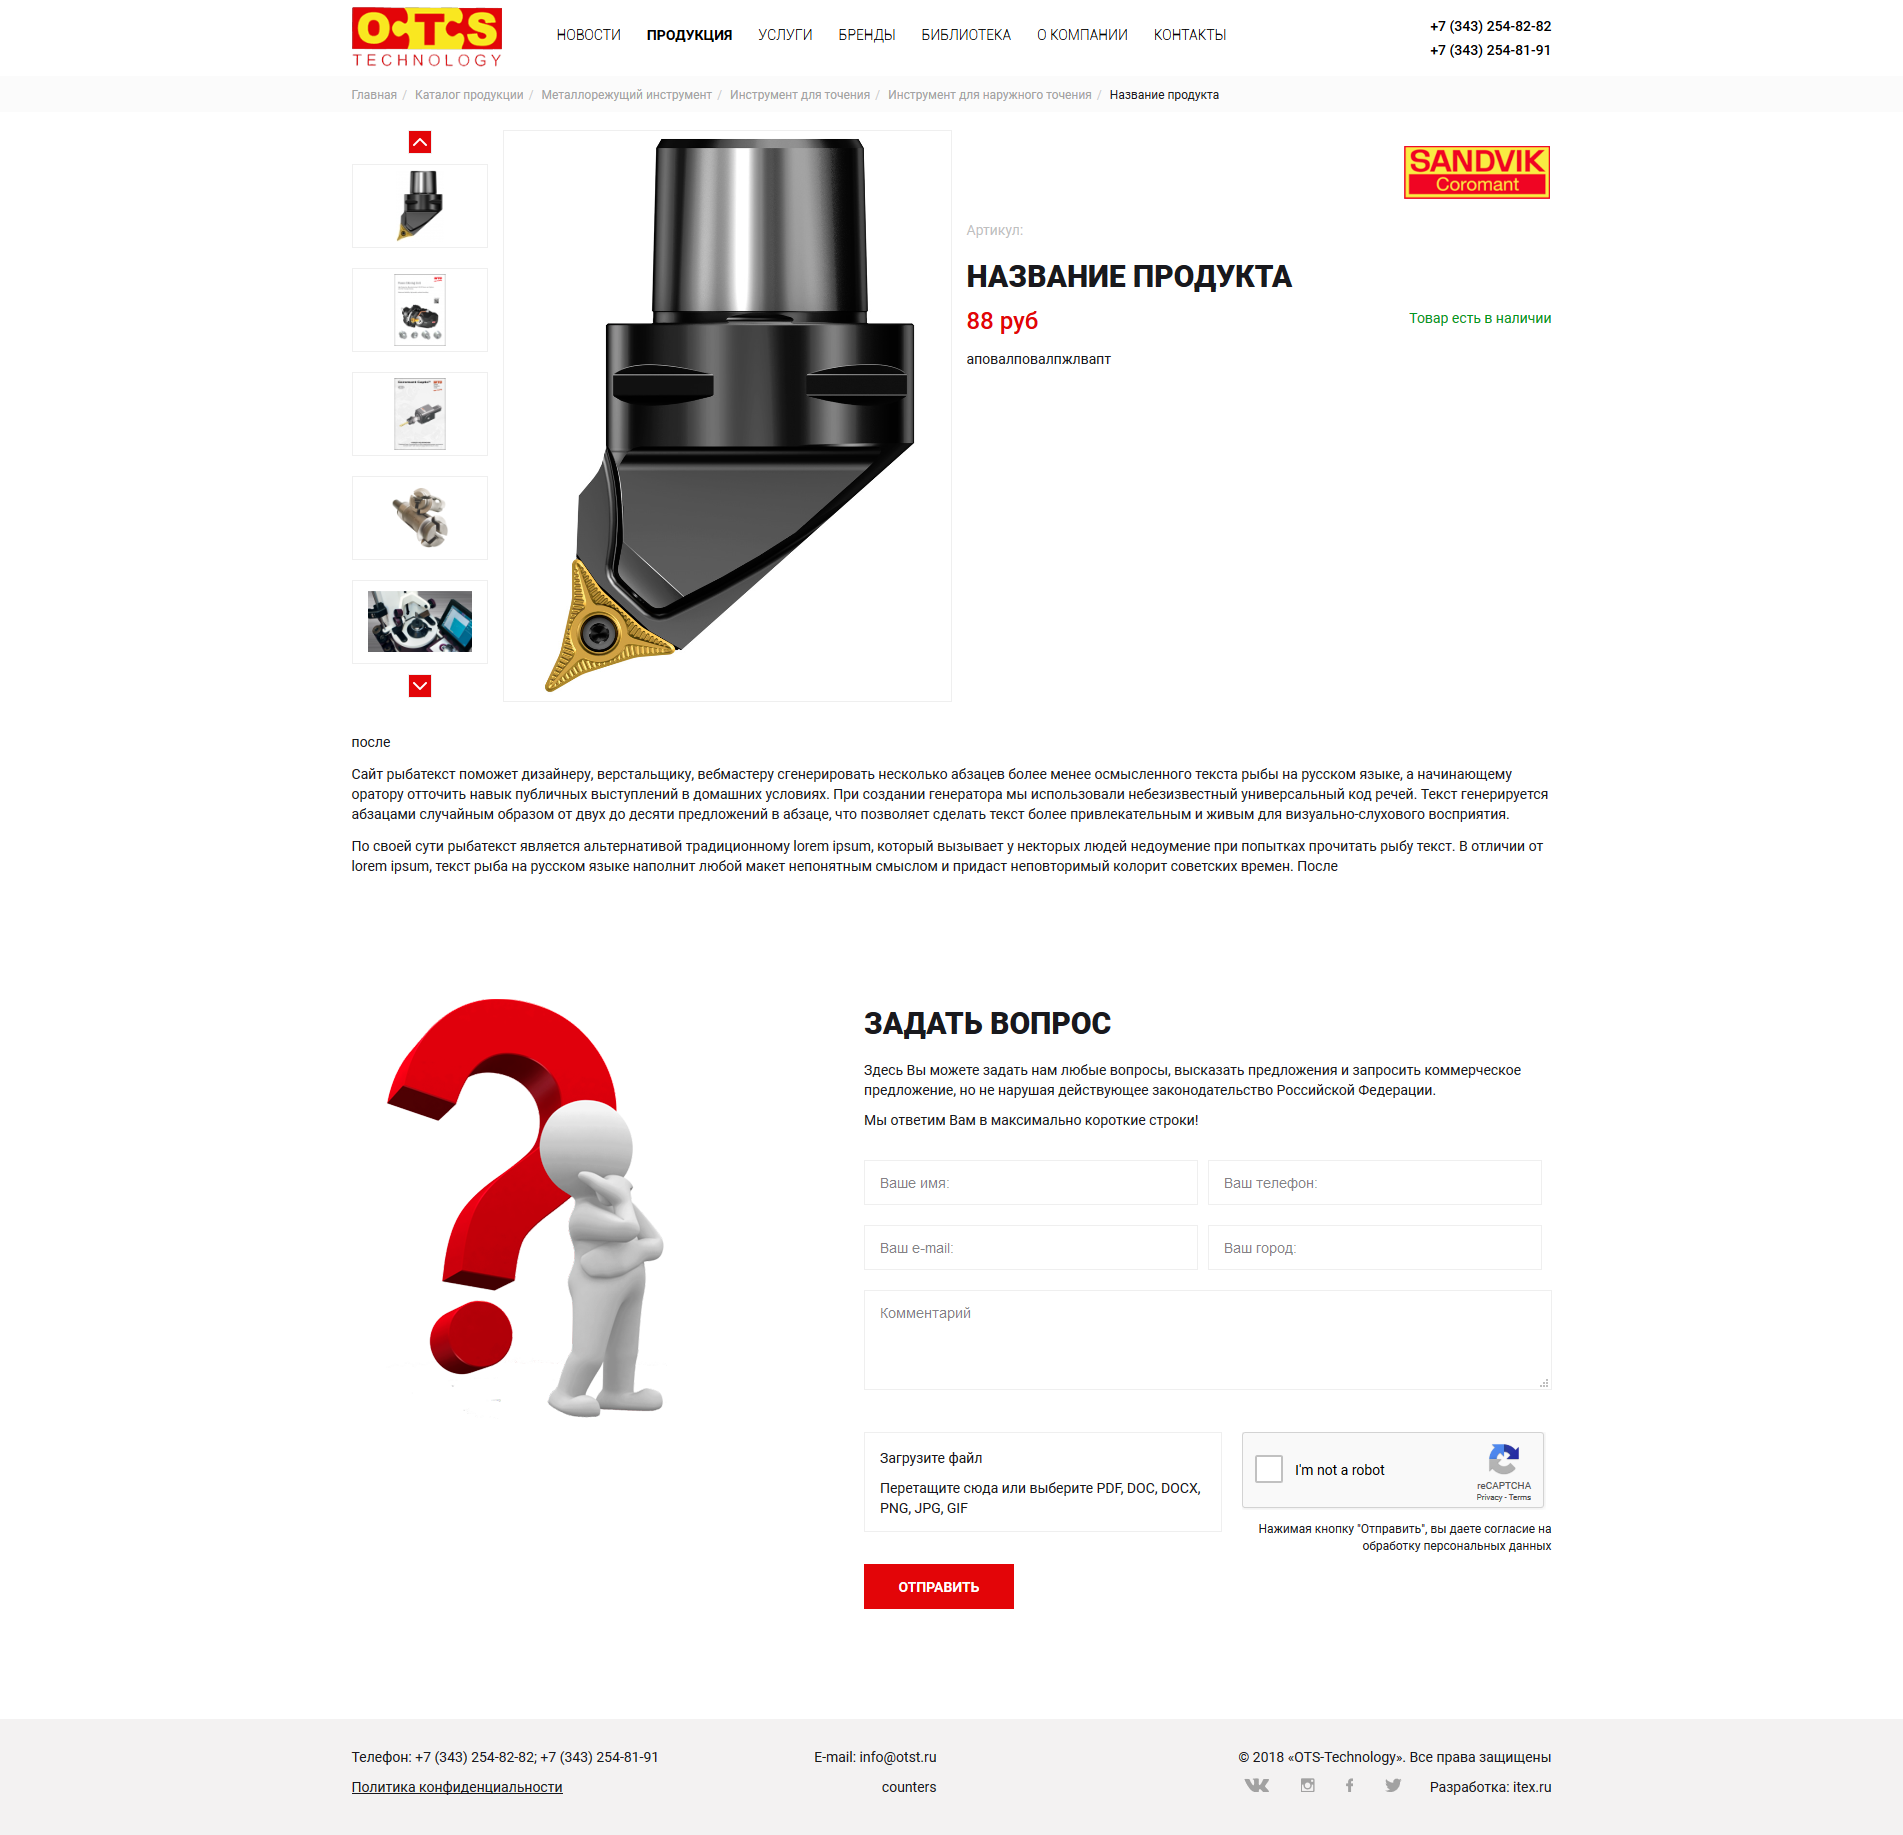 O-T-S
TECHNOLOGY
НОВОСТИ ПРОДУКЦИЯ УСЛУГИ БРЕНДЫ БИБЛИОТЕКА О КОМПАНИИ КОНТАКТЫ
+7 (343) 254-82-82
+7 (343) 254-81-91
Главная / Каталог продукции / Металлорежущий инструмент / Инструмент для точения / Инструмент для наружного точения / Название продукта
SANDVIK
Coromant
Артикул:
НАЗВАНИЕ ПРОДУКТА
88 руб
Товар есть в наличии
аповалповалпжлвапт
после
Сайт рыбатекст поможет дизайнеру, верстальщику, вебмастеру сгенерировать несколько абзацев более менее осмысленного текста рыбы на русском языке, а начинающему
оратору отточить навык публичных выступлений в домашних условиях. При создании генератора мы использовали небезизвестный универсальный код речей. Текст генерируется
абзацами случайным образом от двух до десяти предложений в абзаце, что позволяет сделать текст более привлекательным и живым для визуально-слухового восприятия.
По своей сути рыбатекст является альтернативой традиционному lorem ipsum, который вызывает у некторых людей недоумение при попытках прочитать рыбу текст. В отличии от
lorem ipsum, текст рыба на русском языке наполнит любой макет непонятным смыслом и придаст неповторимый колорит советских времен. После
ЗАДАТЬ ВОПРОС
Здесь Вы можете задать нам любые вопросы, высказать предложения и запросить коммерческое
предложение, но не нарушая действующее законодательство Российской Федерации.
Мы ответим Вам в максимально короткие строки!
Ваше имя:
Ваш телефон:
Ваш e-mail:
Ваш город:
Комментарий
Загрузите файл
Перетащите сюда или выберите PDF, DOC, DOCX,
PNG, JPG, GIF
I'm not a robot
reCAPTCHA
Privacy - Terms
Нажимая кнопку "Отправить", вы даете согласие на
обработку персональных данных
ОТПРАВИТЬ
Телефон: +7 (343) 254-82-82; +7 (343) 254-81-91
E-mail: info@otst.ru
© 2018 «OTS-Technology». Все права защищены
Политика конфиденциальности
counters
Разработка: itex.ru